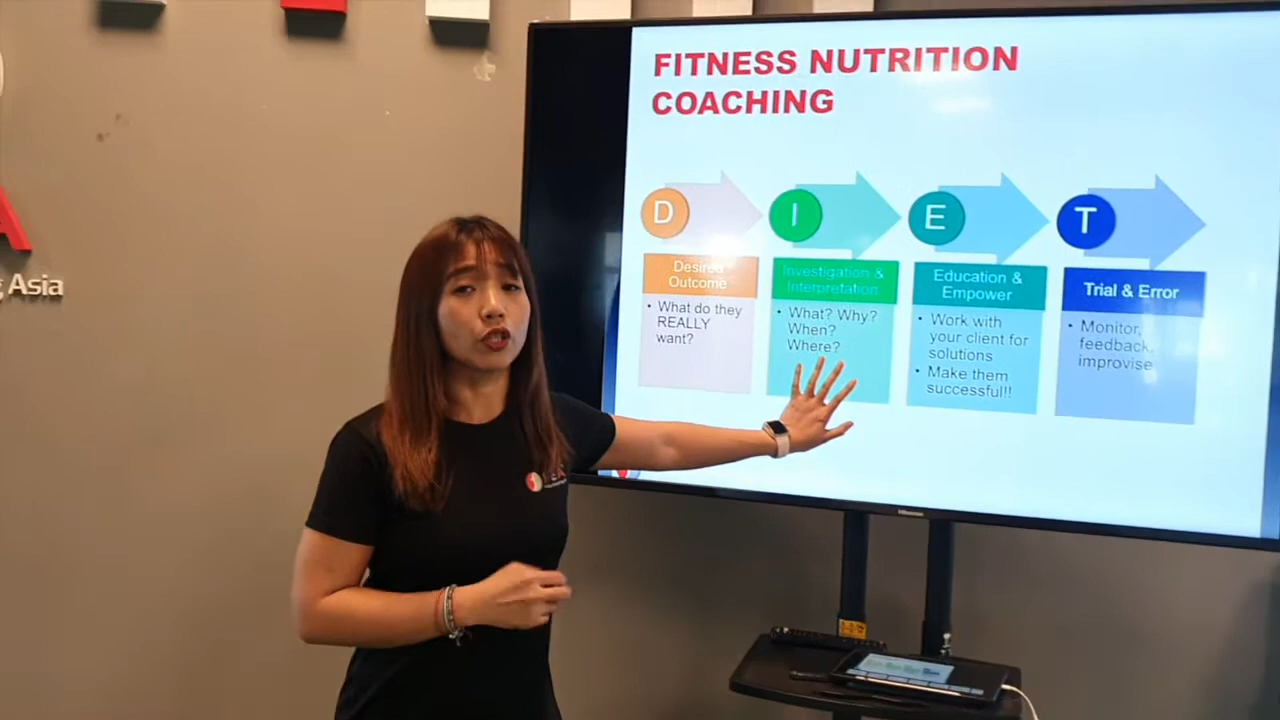 FITNESS NUTRITION
COACHING
D
I
E
T
Desired
Outcome
• What do they
REALLY
want?
Investigation &
Interpretation
• What? Why?
When?
Where?
Education &
Empower
• Work with
your client for
solutions
• Make them
successful!!
Trial & Error
• Monitor,
feedback,
improvise
A
g Asia
Hisense